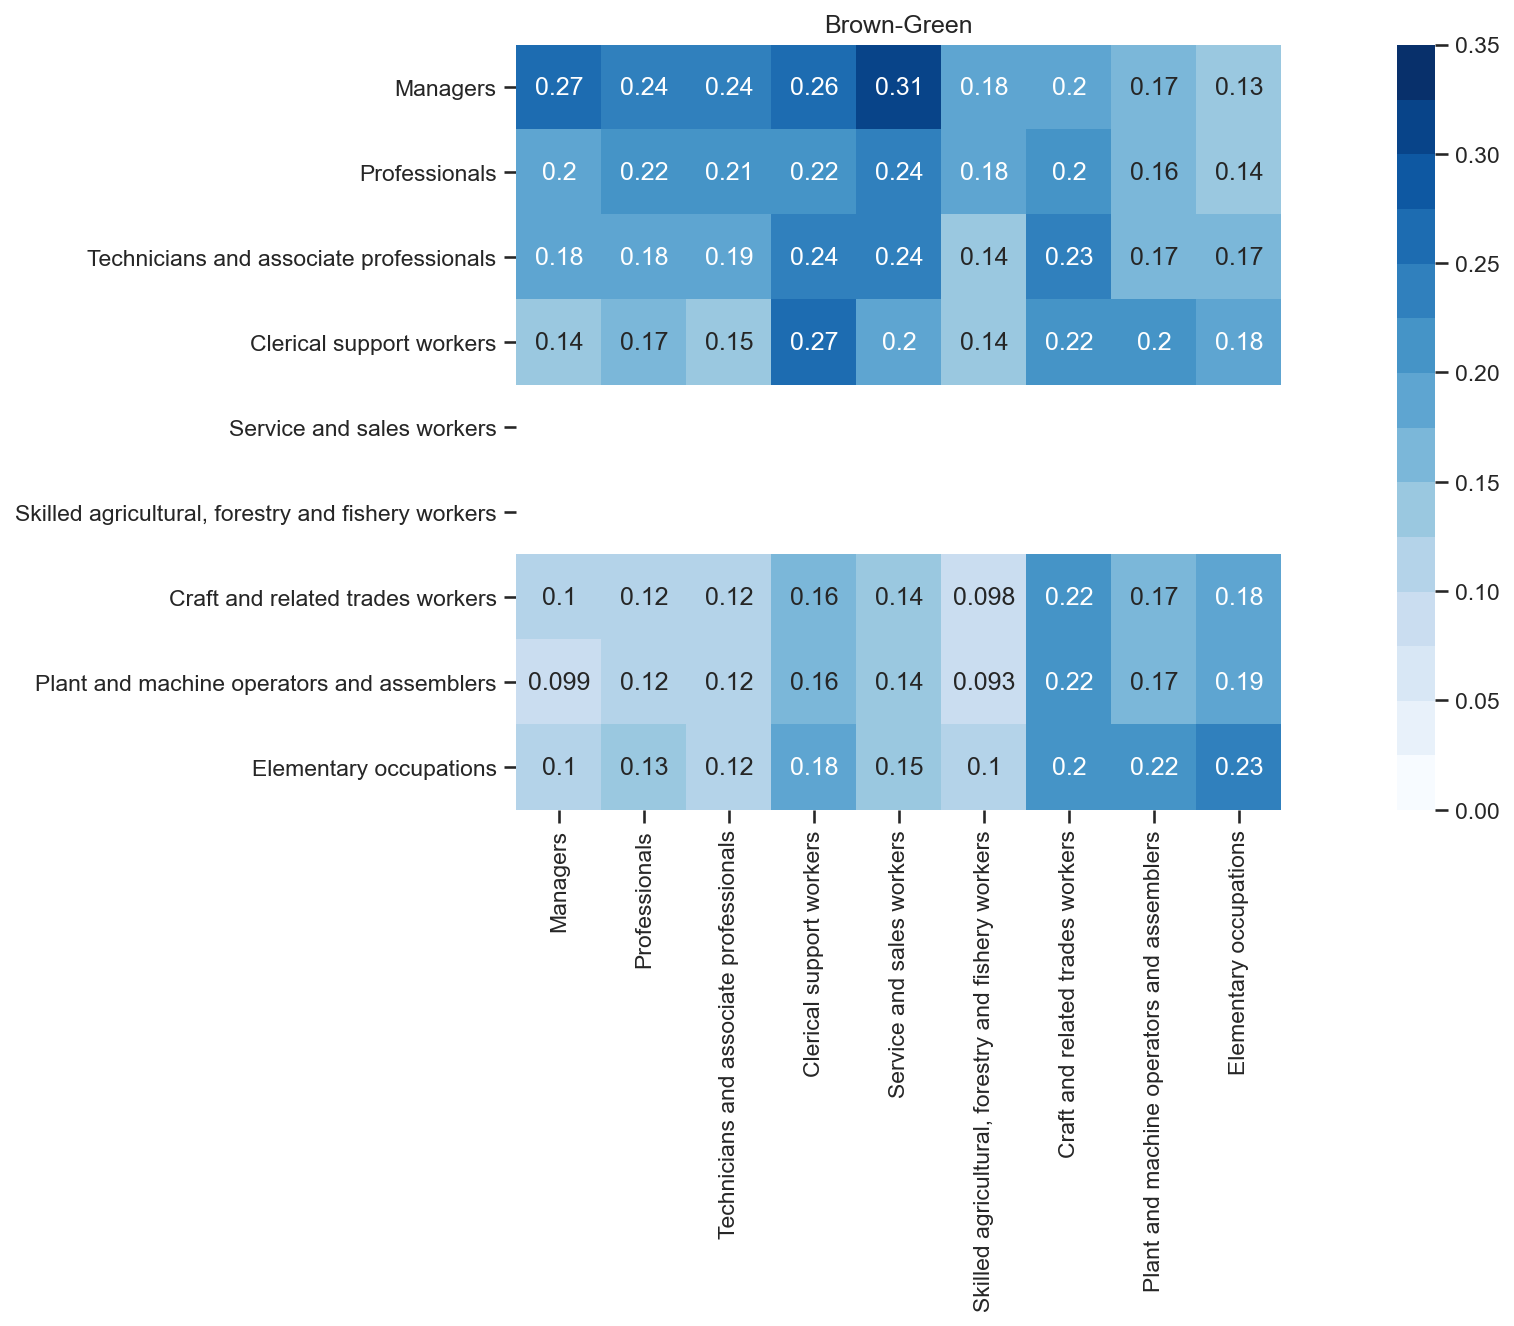 Brown-Green
Managers 0.27 0.24 0.24 0.26 0.31 0.18 0.2 0.17 0.13
Professionals 0.2 0.22 0.21 0.22 0.24 0.18 0.2 0.16 0.14
Technicians and associate professionals 0.18 0.18 0.19 0.24 0.24 0.14 0.23 0.17 0.17
Clerical support workers 0.14 0.17 0.15 0.27 0.2 0.14 0.22 0.2 0.18
Service and sales workers
Skilled agricultural, forestry and fishery workers
Craft and related trades workers 0.1 0.12 0.12 0.16 0.14 0.098 0.22 0.17 0.18
Plant and machine operators and assemblers 0.099 0.12 0.12 0.16 0.14 0.093 0.22 0.17 0.19
Elementary occupations 0.1 0.13 0.12 0.18 0.15 0.1 0.2 0.22 0.23
Managers
Professionals
Technicians and associate professionals
Clerical support workers
Service and sales workers
Skilled agricultural, forestry and fishery workers
Craft and related trades workers
Plant and machine operators and assemblers
Elementary occupations
0.35
0.30
0.25
0.20
0.15
0.10
0.05
0.00